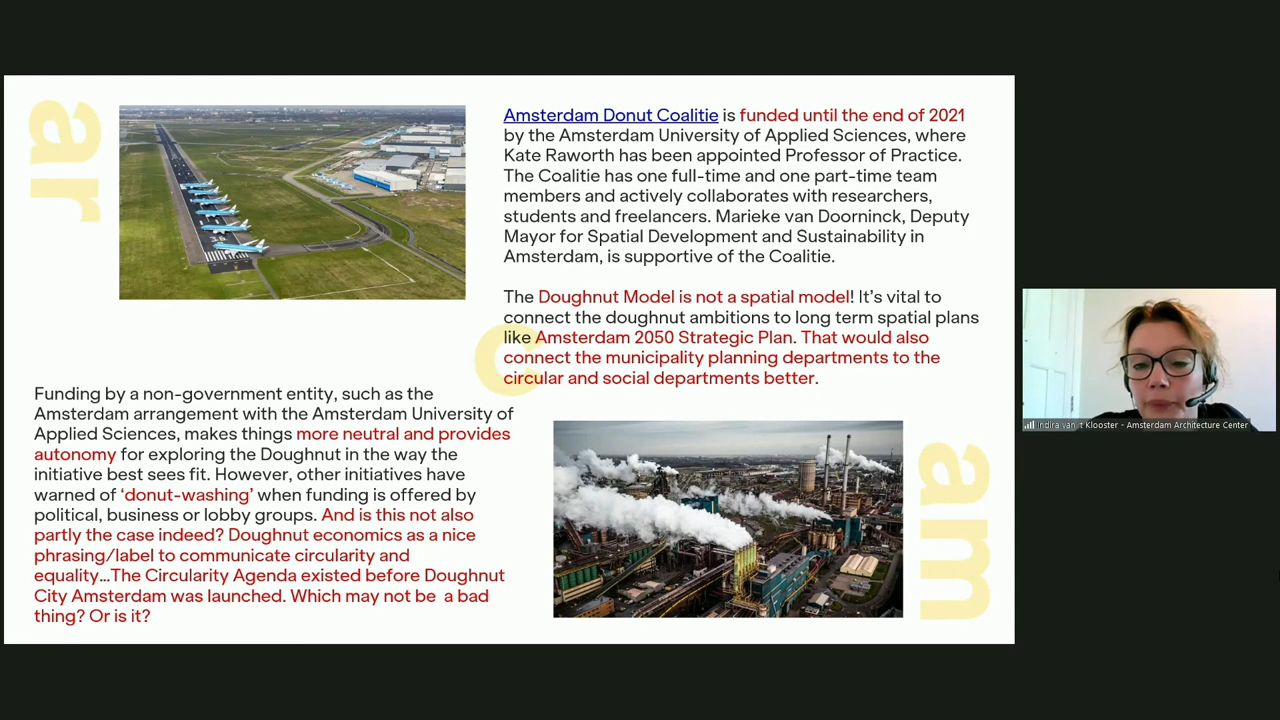 ar
Amsterdam Donut Coalitie is funded until the end of 2021
by the Amsterdam University of Applied Sciences, where
Kate Raworth has been appointed Professor of Practice.
The Coalitie has one full-time and one part-time team
members and actively collaborates with researchers,
students and freelancers. Marieke van Doorninck, Deputy
Mayor for Spatial Development and Sustainability in
Amsterdam, is supportive of the Coalitie.
The Doughnut Model is not a spatial model! It’s vital to
connect the doughnut ambitions to long term spatial plans
like Amsterdam 2050 Strategic Plan. That would also
connect the municipality planning departments to the
circular and social departments better.
c
Funding by a non-government entity, such as the
Amsterdam arrangement with the Amsterdam University of
Applied Sciences, makes things more neutral and provides
autonomy for exploring the Doughnut in the way the
initiative best sees fit. However, other initiatives have
warned of ‘donut-washing’ when funding is offered by
political, business or lobby groups. And is this not also
partly the case indeed? Doughnut economics as a nice
phrasing/label to communicate circularity and
equality...The Circularity Agenda existed before Doughnut
City Amsterdam was launched. Which may not be a bad
thing? Or is it?
am
Indira van 't Klooster - Amsterdam Architecture Center